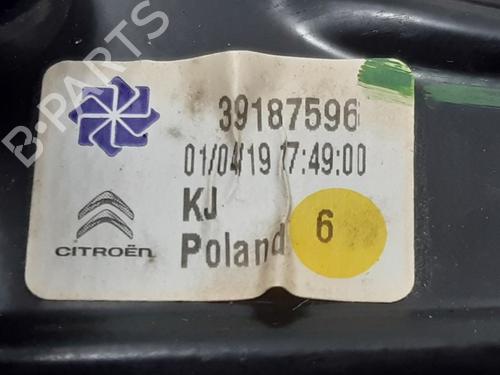 B-PARTS
39187596
01/04/19 17:49:00
KJ
CITROËN
Poland
6